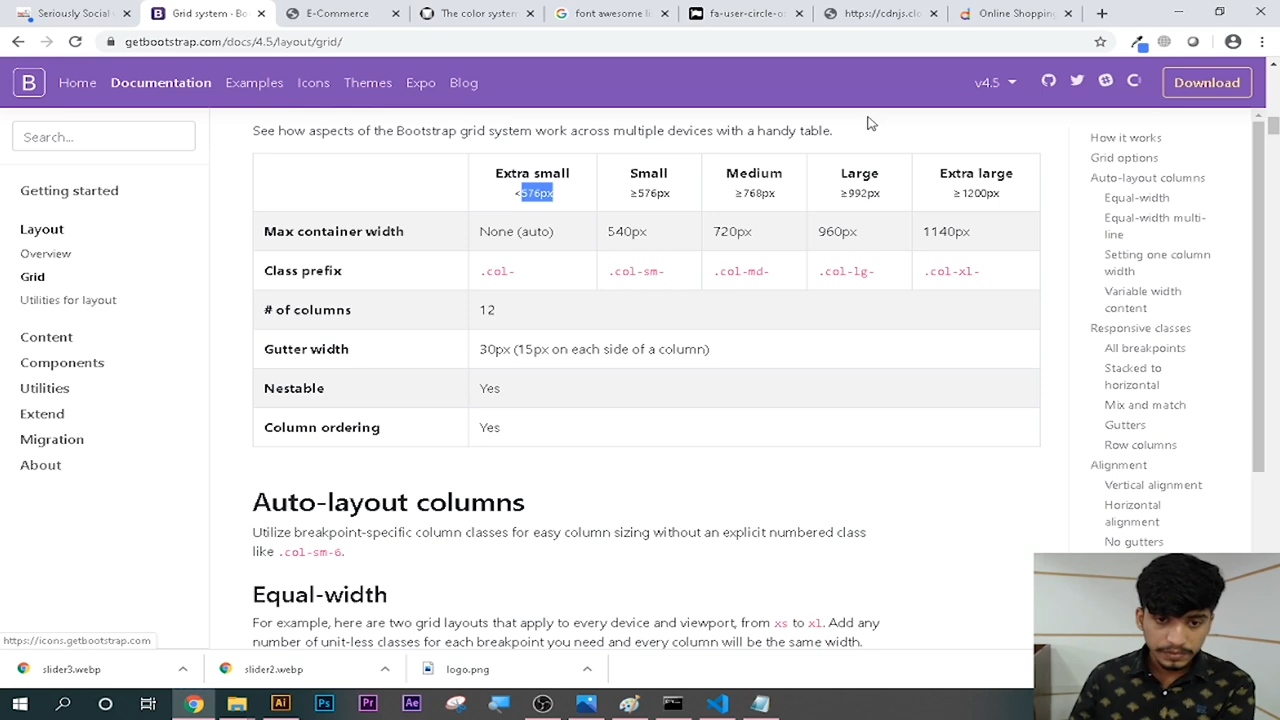 Seriously Social
Grid system - Bo
E-Commerce
The color system
font awesome li
fa-user-circle-o
https://cdnjs.clo
Online Shopping
getbootstrap.com/docs/4.5/layout/grid/
B Home Documentation Examples Icons Themes Expo Blog v4.5 Download
Search...
Getting started
Layout
Overview
Grid
Utilities for layout
Content
Components
Utilities
Extend
Migration
About
See how aspects of the Bootstrap grid system work across multiple devices with a handy table.
Extra small Small Medium Large Extra large
<576px ≥576px ≥768px ≥992px ≥1200px
Max container width None (auto) 540px 720px 960px 1140px
Class prefix .col- .col-sm- .col-md- .col-lg- .col-xl-
# of columns 12
Gutter width 30px (15px on each side of a column)
Nestable Yes
Column ordering Yes
Auto-layout columns
Utilize breakpoint-specific column classes for easy column sizing without an explicit numbered class
like .col-sm-6.
Equal-width
For example, here are two grid layouts that apply to every device and viewport, from xs to xl. Add any
number of unit-less classes for each breakpoint you need and every column will be the same width.
How it works
Grid options
Auto-layout columns
Equal-width
Equal-width multi-
line
Setting one column
width
Variable width
content
Responsive classes
All breakpoints
Stacked to
horizontal
Mix and match
Gutters
Row columns
Alignment
Vertical alignment
Horizontal
alignment
No gutters
https://icons.getbootstrap.com
slider3.webp
slider2.webp
logo.png
Ai
Ps
Pr
Ae